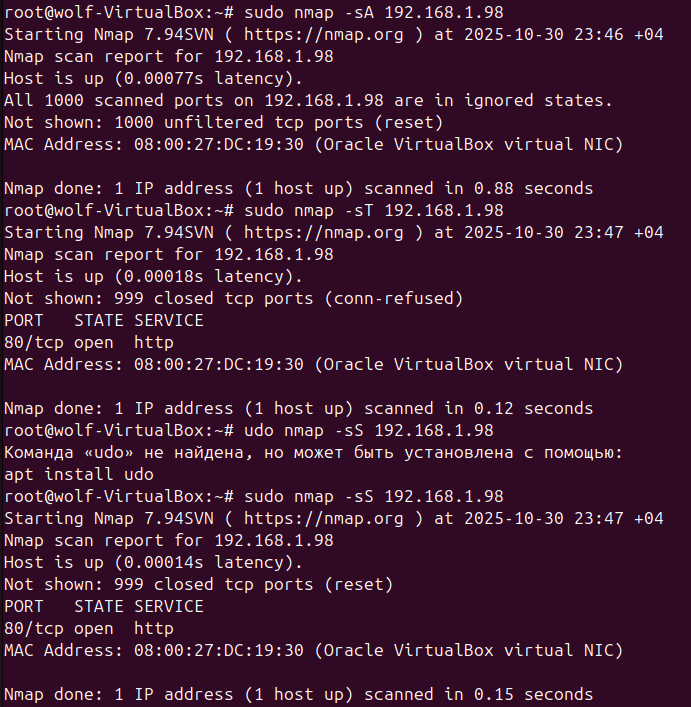 root@wolf-VirtualBox:~# sudo nmap -sA 192.168.1.98
Starting Nmap 7.94SVN ( https://nmap.org ) at 2025-10-30 23:46 +04
Nmap scan report for 192.168.1.98
Host is up (0.00077s latency).
All 1000 scanned ports on 192.168.1.98 are in ignored states.
Not shown: 1000 unfiltered tcp ports (reset)
MAC Address: 08:00:27:DC:19:30 (Oracle VirtualBox virtual NIC)

Nmap done: 1 IP address (1 host up) scanned in 0.88 seconds
root@wolf-VirtualBox:~# sudo nmap -sT 192.168.1.98
Starting Nmap 7.94SVN ( https://nmap.org ) at 2025-10-30 23:47 +04
Nmap scan report for 192.168.1.98
Host is up (0.00018s latency).
Not shown: 999 closed tcp ports (conn-refused)
PORT   STATE SERVICE
80/tcp open  http
MAC Address: 08:00:27:DC:19:30 (Oracle VirtualBox virtual NIC)

Nmap done: 1 IP address (1 host up) scanned in 0.12 seconds
root@wolf-VirtualBox:~# udo nmap -sS 192.168.1.98
Команда «udo» не найдена, но может быть установлена с помощью:
apt install udo
root@wolf-VirtualBox:~# sudo nmap -sS 192.168.1.98
Starting Nmap 7.94SVN ( https://nmap.org ) at 2025-10-30 23:47 +04
Nmap scan report for 192.168.1.98
Host is up (0.00014s latency).
Not shown: 999 closed tcp ports (reset)
PORT   STATE SERVICE
80/tcp open  http
MAC Address: 08:00:27:DC:19:30 (Oracle VirtualBox virtual NIC)

Nmap done: 1 IP address (1 host up) scanned in 0.15 seconds